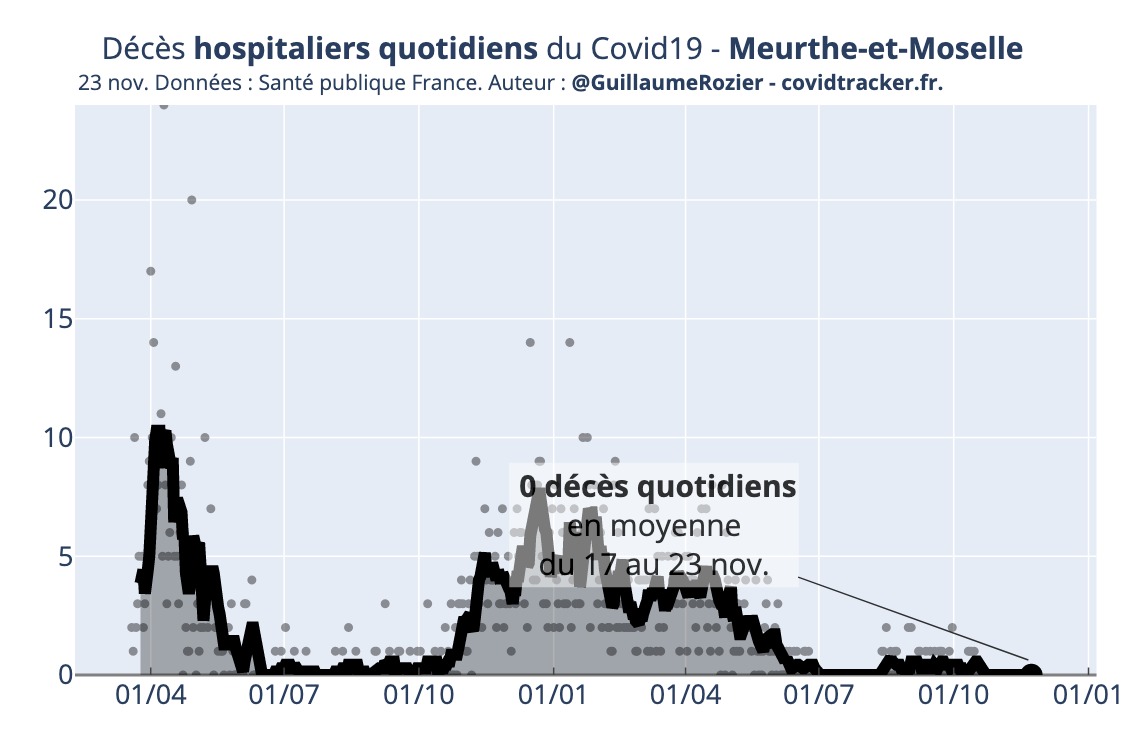 Décès hospitaliers quotidiens du Covid19 - Meurthe-et-Moselle
23 nov. Données : Santé publique France. Auteur : @GuillaumeRozier - covidtracker.fr.
20
15
10
5
0
0 décès quotidiens
en moyenne
du 17 au 23 nov.
01/04 01/07 01/10 01/01 01/04 01/07 01/10 01/01